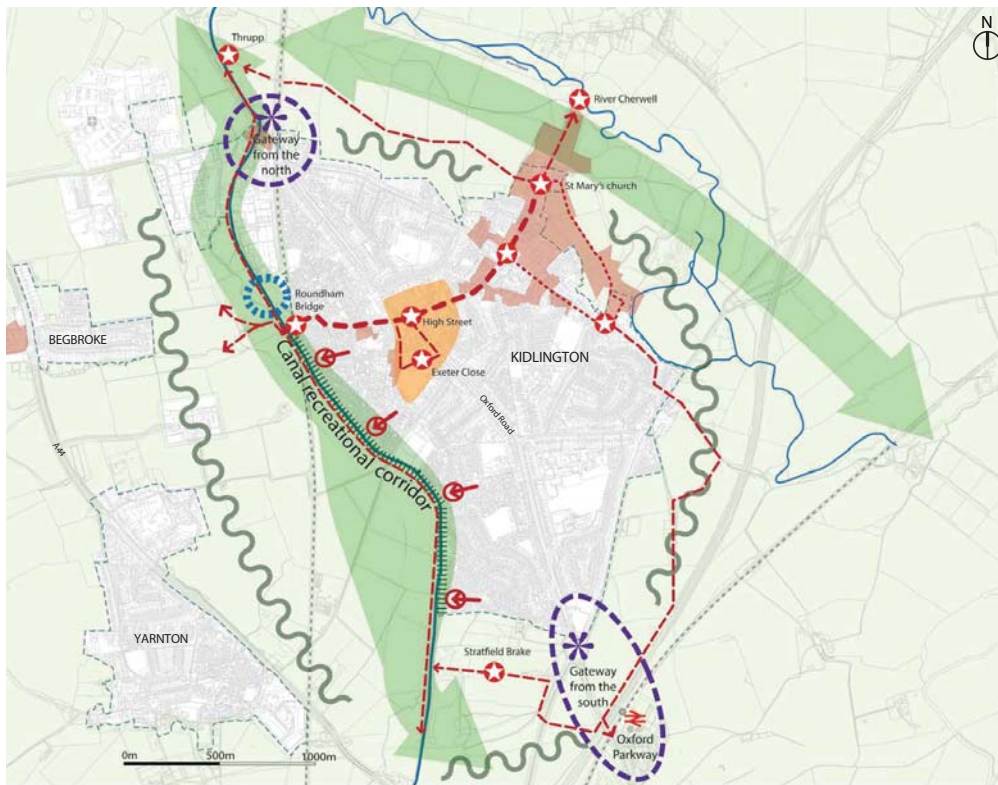 N
Thrupp
River Cherwell
Gateway
from the
north
St Mary's church
Roundham
Bridge
High Street
BEGBROKE
KIDLINGTON
Exeter Close
Canal recreational corridor
Oxford Road
A44
YARNTON
Stratfield Brake
Gateway
from the
south
Oxford
Parkway
0m
500m
1000m